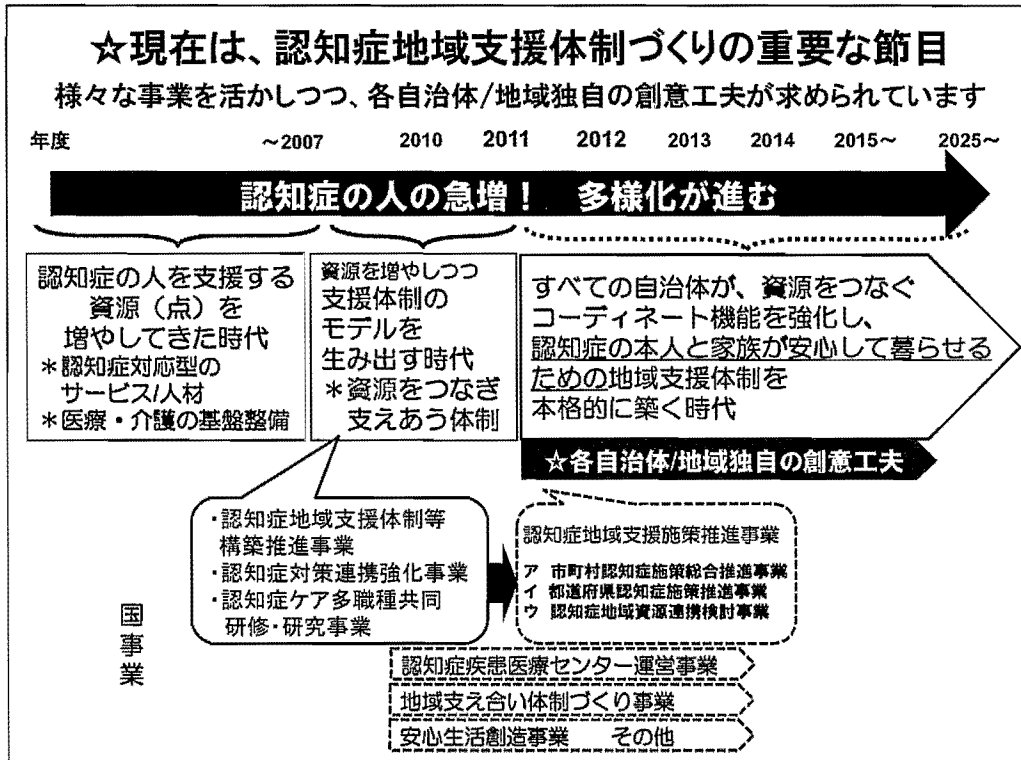 ☆現在は、認知症地域支援体制づくりの重要な節目
様々な事業を活かしつつ、各自治体/地域独自の創意工夫が求められています
年度 ～2007 2010 2011 2012 2013 2014 2015～ 2025～
認知症の人の急増！ 多様化が進む
認知症の人を支援する
資源（点）を
増やしてきた時代
＊認知症対応型の
サービス/人材
＊医療・介護の基盤整備
資源を増やしつつ
支援体制の
モデルを
生み出す時代
＊資源をつなぎ
支えあう体制
すべての自治体が、資源をつなぐ
コーディネート機能を強化し、
認知症の本人と家族が安心して暮らせる
ための地域支援体制を
本格的に築く時代
☆各自治体/地域独自の創意工夫
国事業
・認知症地域支援体制等
構築推進事業
・認知症対策連携強化事業
・認知症ケア多職種共同
研修・研究事業
認知症地域支援施策推進事業
ア 市町村認知症施策総合推進事業
イ 都道府県認知症施策推進事業
ウ 認知症地域資源連携検討事業
認知症疾患医療センター運営事業
地域支え合い体制づくり事業
安心生活創造事業 その他